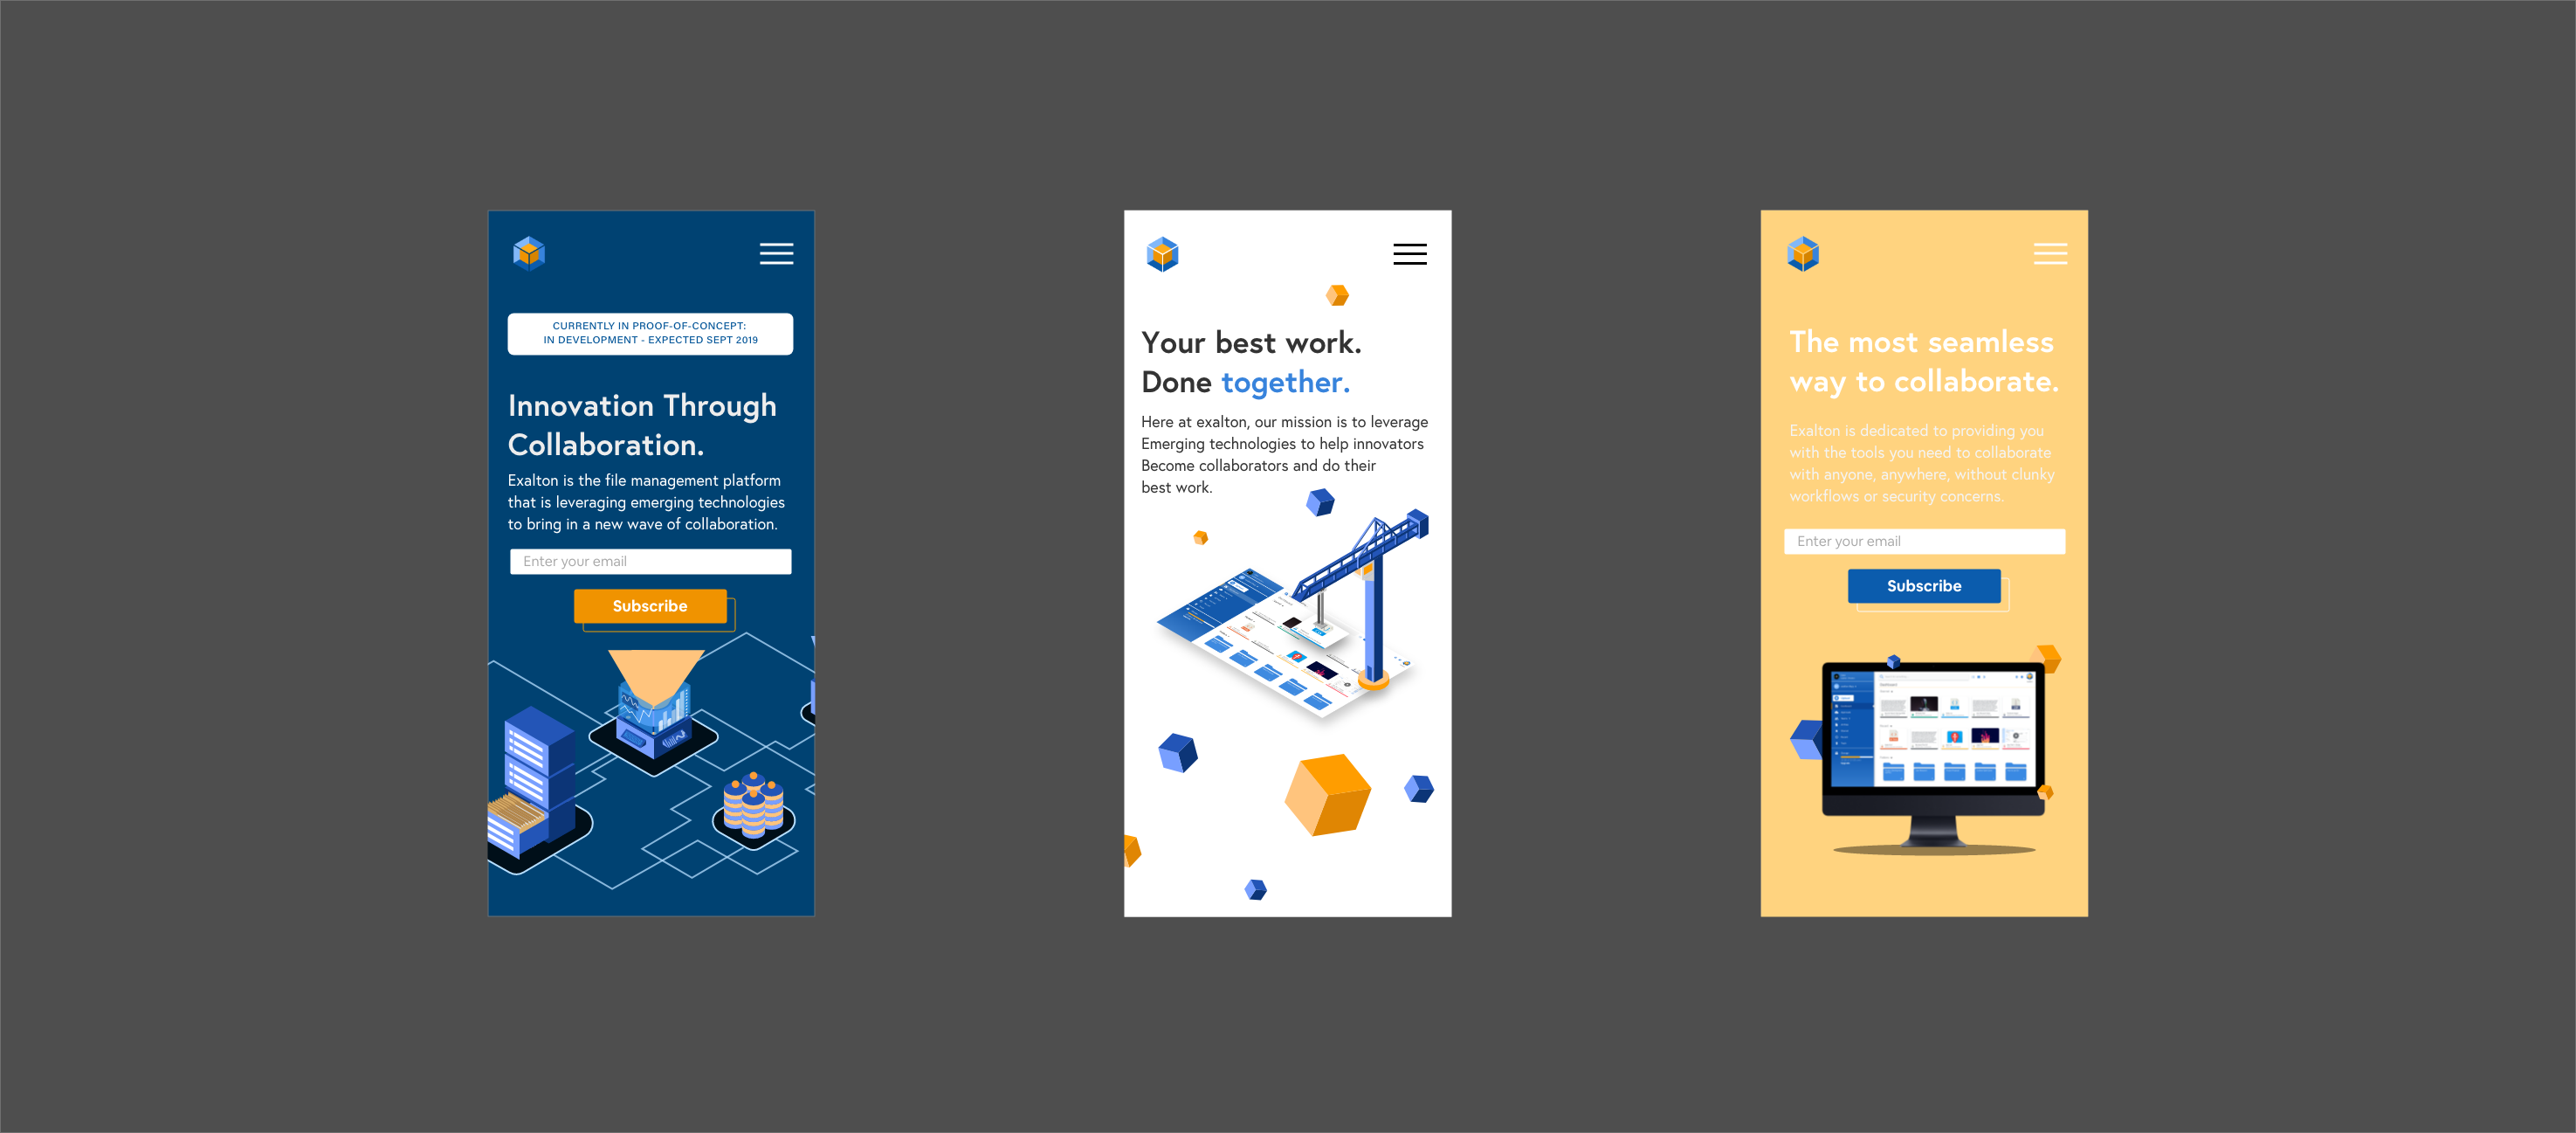 CURRENTLY IN PROOF-OF-CONCEPT:
IN DEVELOPMENT - EXPECTED SEPT 2019
Innovation Through
Collaboration.
Exalton is the file management platform
that is leveraging emerging technologies
to bring in a new wave of collaboration.
Enter your email
Subscribe
Your best work.
Done together.
Here at exalton, our mission is to leverage
Emerging technologies to help innovators
Become collaborators and do their
best work.
The most seamless
way to collaborate.
Exalton is dedicated to providing you
with the tools you need to collaborate
with anyone, anywhere, without clunky
workflows or security concerns.
Enter your email
Subscribe